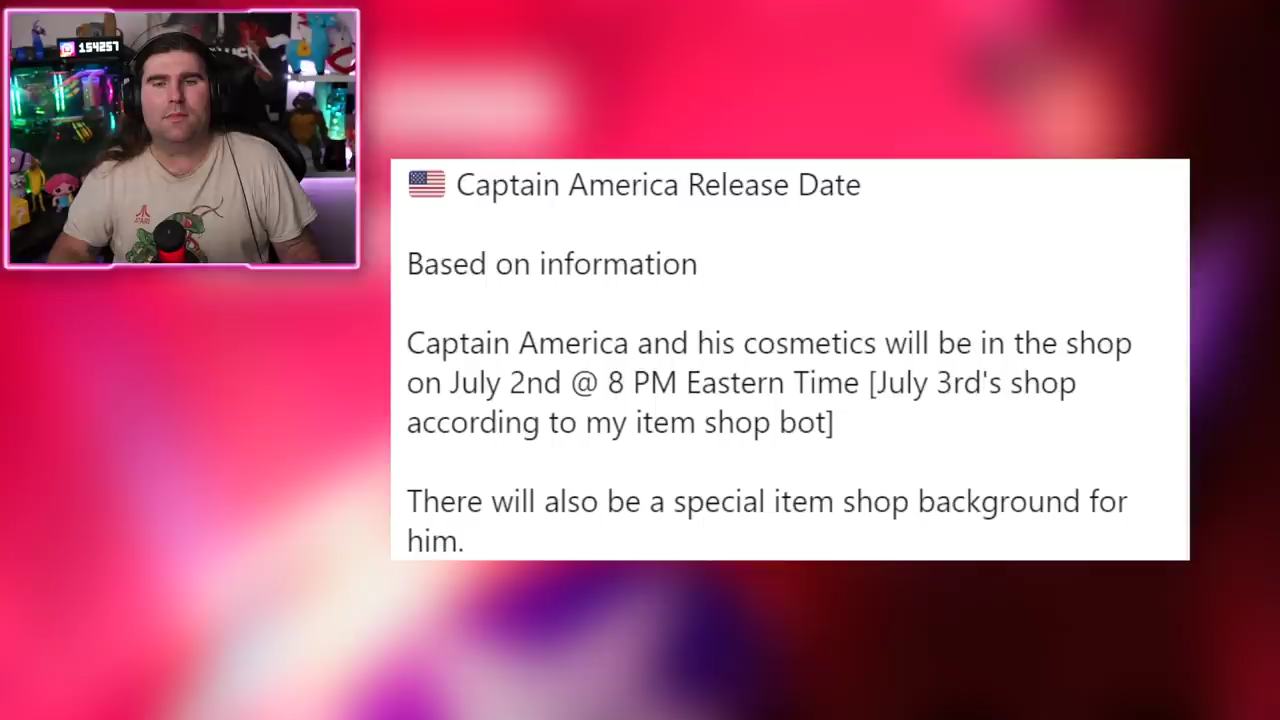 154257
ATARI
🇺🇸 Captain America Release Date
Based on information
Captain America and his cosmetics will be in the shop
on July 2nd @ 8 PM Eastern Time [July 3rd's shop
according to my item shop bot]
There will also be a special item shop background for
him.